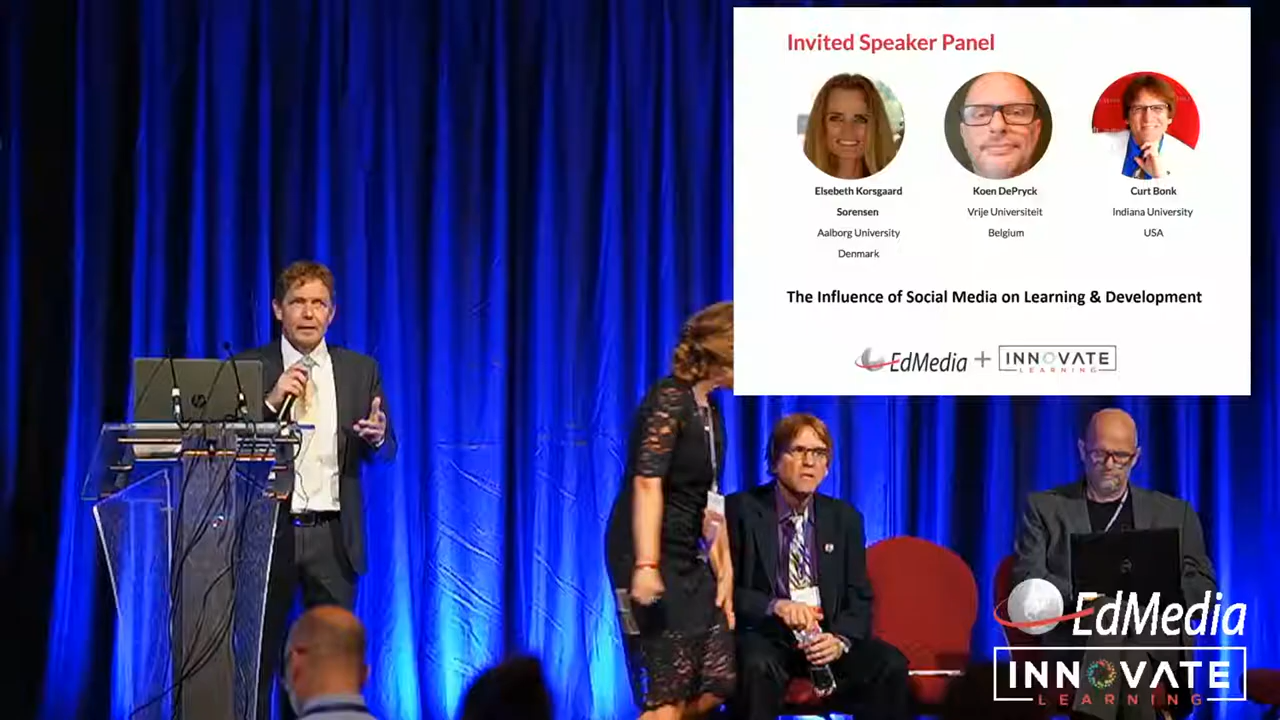 Invited Speaker Panel
Elsebeth Korsgaard
Sorensen
Aalborg University
Denmark
Koen DePryck
Vrije Universiteit
Belgium
Curt Bonk
Indiana University
USA
The Influence of Social Media on Learning & Development
EdMedia + INNOVATE
LEARNING
hp
EdMedia
INNOVATE
LEARNING